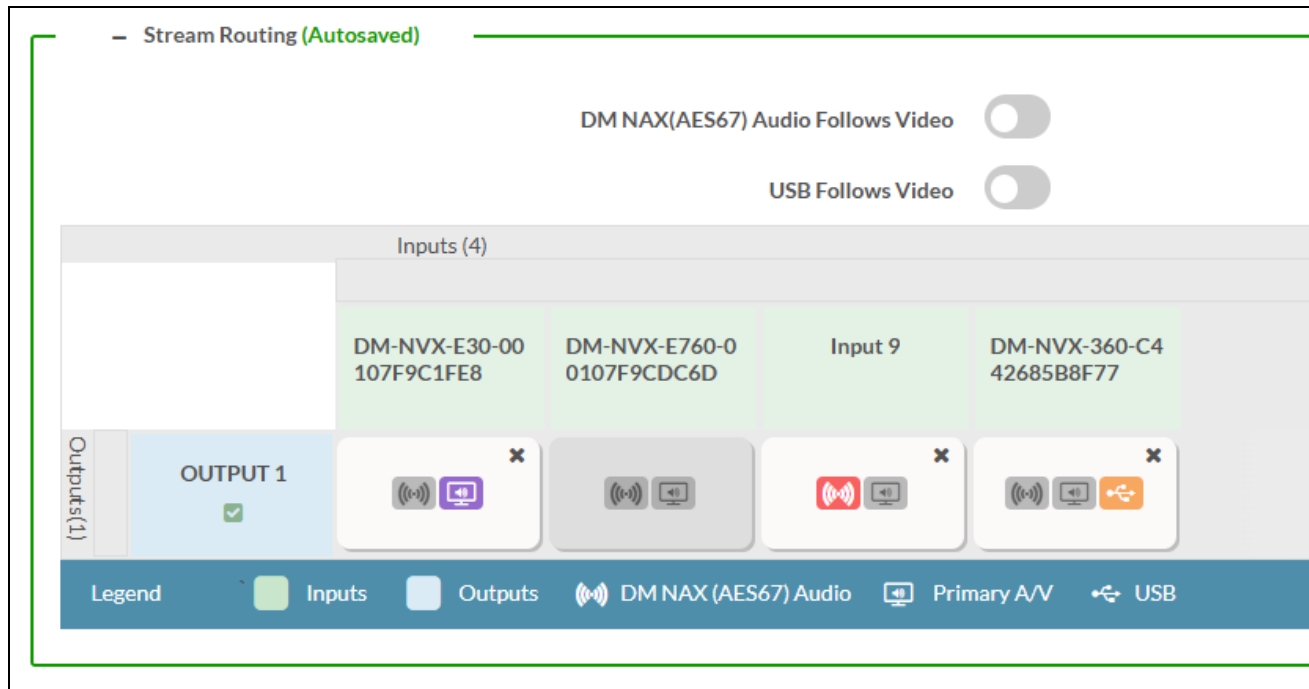 – Stream Routing (Autosaved)
DM NAX(AES67) Audio Follows Video
USB Follows Video
Inputs (4)
DM-NVX-E30-00
107F9C1FE8
DM-NVX-E760-0
0107F9CDC6D
Input 9
DM-NVX-360-C4
42685B8F77
Outputs(1)
OUTPUT 1
Legend
Inputs
Outputs
DM NAX (AES67) Audio
Primary A/V
USB